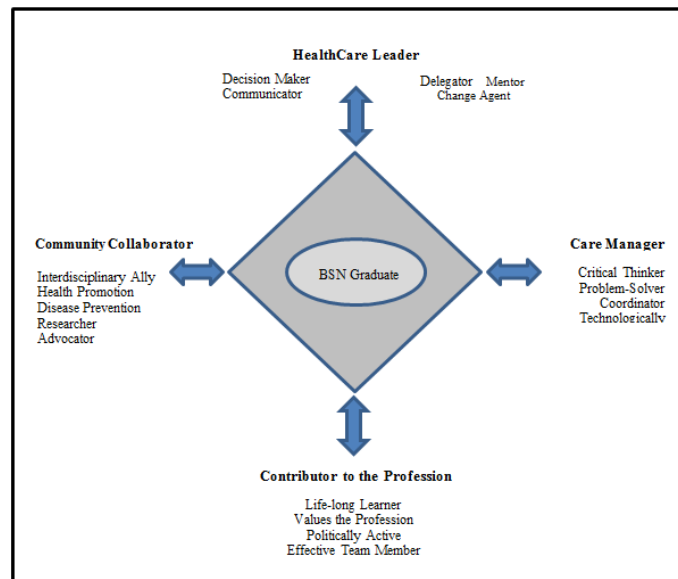 HealthCare Leader
Decision Maker
Communicator
Delegator Mentor
Change Agent
Community Collaborator
Interdisciplinary Ally
Health Promotion
Disease Prevention
Researcher
Advocator
BSN Graduate
Care Manager
Critical Thinker
Problem-Solver
Coordinator
Technologically
Contributor to the Profession
Life-long Learner
Values the Profession
Politically Active
Effective Team Member